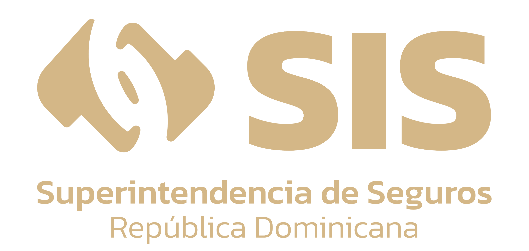 SIS
Superintendencia de Seguros
República Dominicana